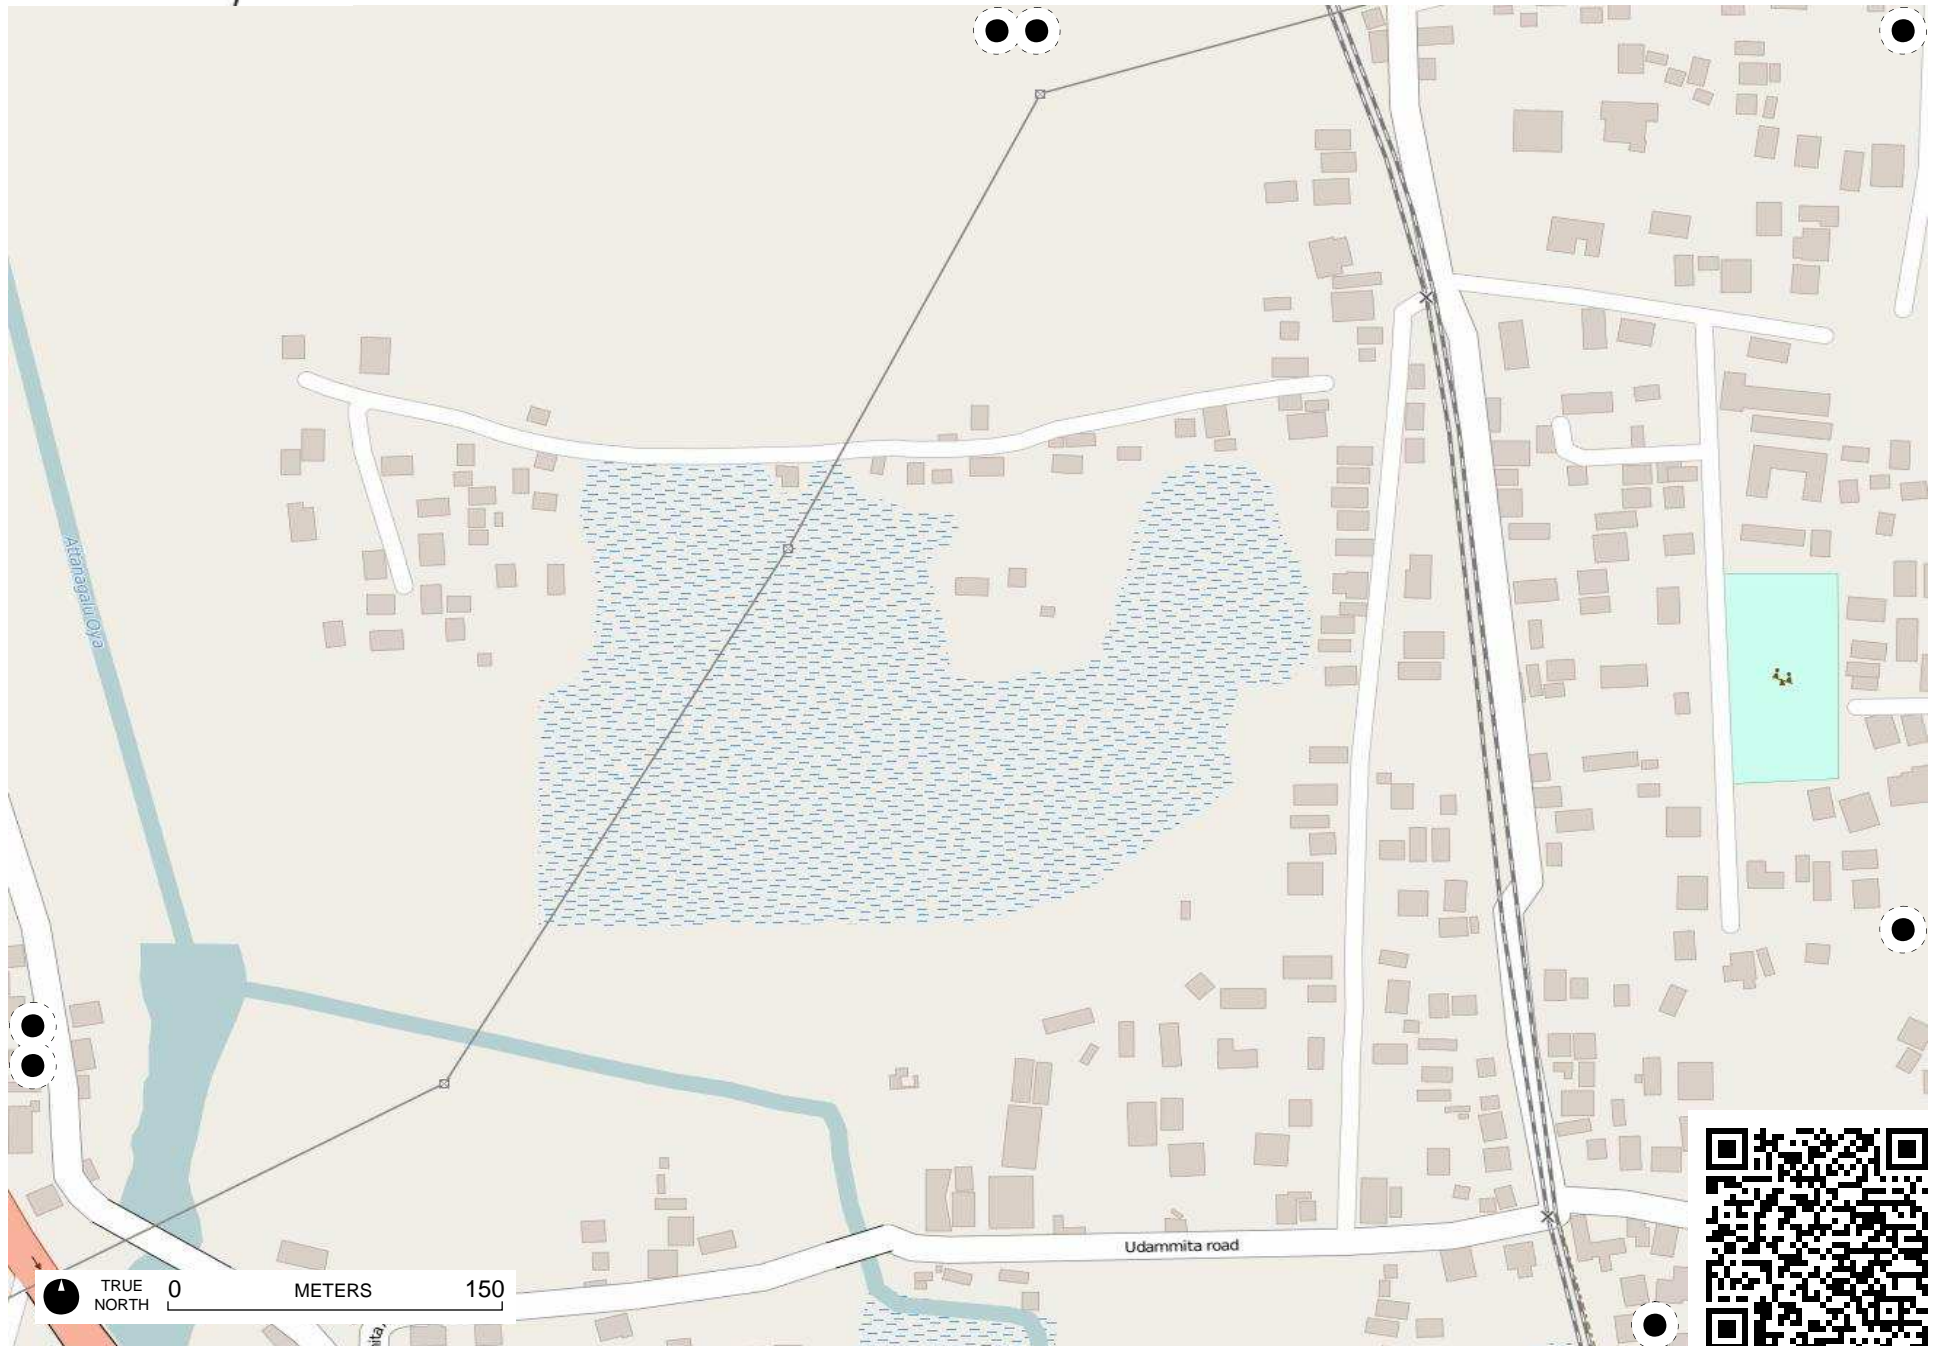 Attanagalu Oya
Udammita road
TRUE
NORTH
0 METERS 150